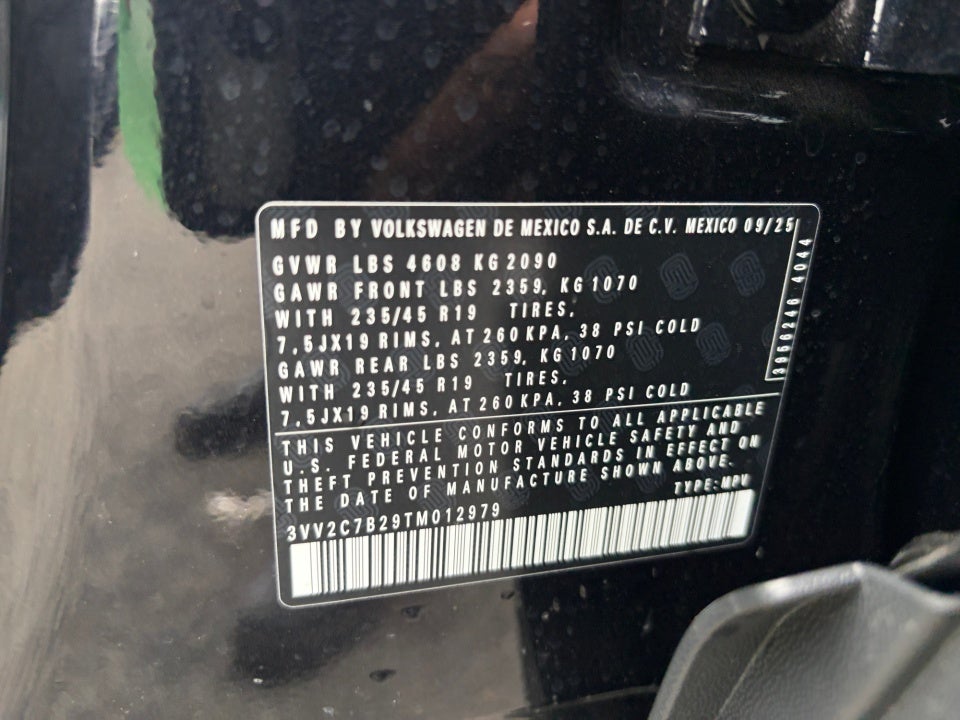 MFD BY VOLKSWAGEN DE MEXICO S.A. DE C.V. MEXICO 09/25
GVWR LBS 4608 KG 2090
GAWR FRONT LBS 2359, KG 1070
WITH 235/45 R19 TIRES,
7,5JX19 RIMS, AT 260 KPA, 38 PSI COLD
GAWR REAR LBS 2359, KG 1070
WITH 235/45 R19 TIRES,
7,5JX19 RIMS, AT 260 KPA, 38 PSI COLD
THIS VEHICLE CONFORMS TO ALL APPLICABLE
U.S. FEDERAL MOTOR VEHICLE SAFETY AND
THEFT PREVENTION STANDARDS IN EFFECT ON
THE DATE OF MANUFACTURE SHOWN ABOVE.
TYPE:MPV
3VV2C7B29TM012979
3956246 4044